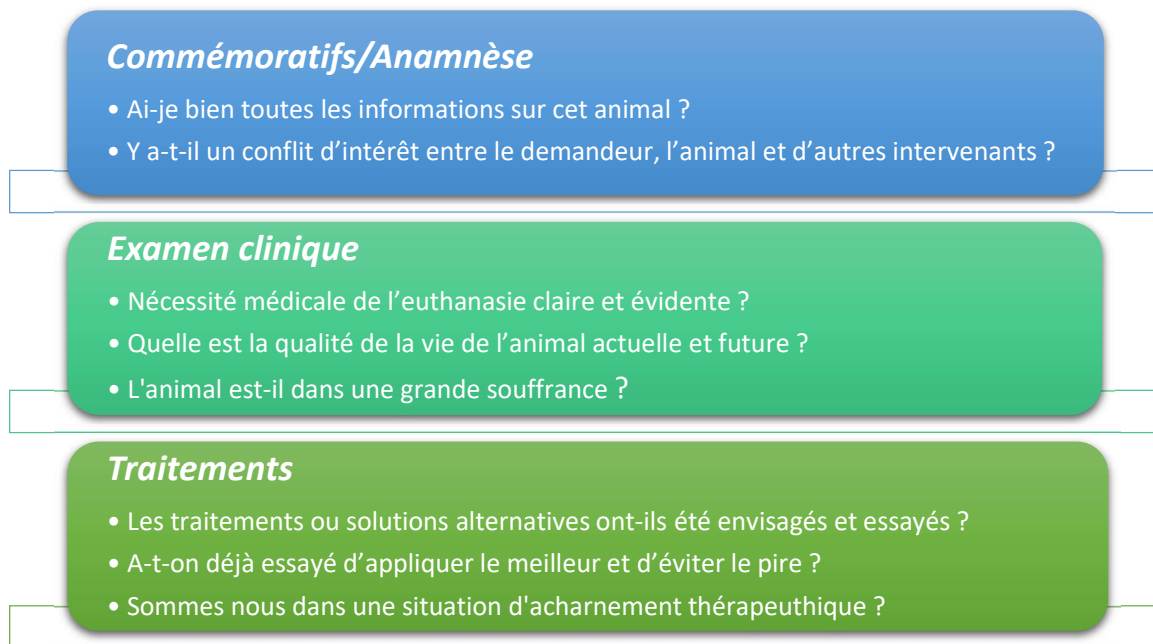 Commémoratifs/Anamnèse
• Ai-je bien toutes les informations sur cet animal ?
• Y a-t-il un conflit d’intérêt entre le demandeur, l’animal et d’autres intervenants ?
Examen clinique
• Nécessité médicale de l’euthanasie claire et évidente ?
• Quelle est la qualité de la vie de l’animal actuelle et future ?
• L'animal est-il dans une grande souffrance ?
Traitements
• Les traitements ou solutions alternatives ont-ils été envisagés et essayés ?
• A-t-on déjà essayé d’appliquer le meilleur et d’éviter le pire ?
• Sommes nous dans une situation d'acharnement thérapeuthique ?